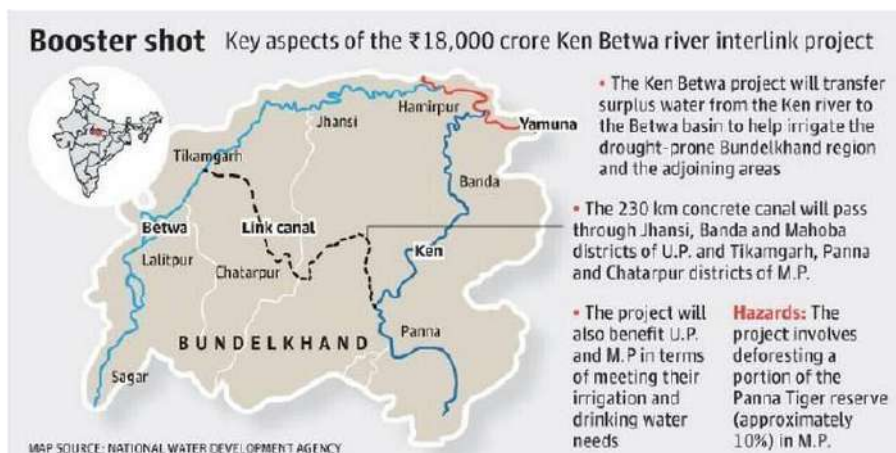 Booster shot Key aspects of the ₹18,000 crore Ken Betwa river interlink project
Hamirpur
Yamuna
Jhansi
Tikamgarh
Banda
Betwa
Link canal
Ken
Lalitpur
Chatarpur
Panna
BUNDELKHAND
Sagar
MAP SOURCE: NATIONAL WATER DEVELOPMENT AGENCY
• The Ken Betwa project will transfer
surplus water from the Ken river to
the Betwa basin to help irrigate the
drought-prone Bundelkhand region
and the adjoining areas
• The 230 km concrete canal will pass
through Jhansi, Banda and Mahoba
districts of U.P. and Tikamgarh, Panna
and Chatarpur districts of M.P.
• The project will
also benefit U.P.
and M.P in terms
of meeting their
irrigation and
drinking water
needs
Hazards: The
project involves
deforesting a
portion of the
Panna Tiger reserve
(approximately
10%) in M.P.